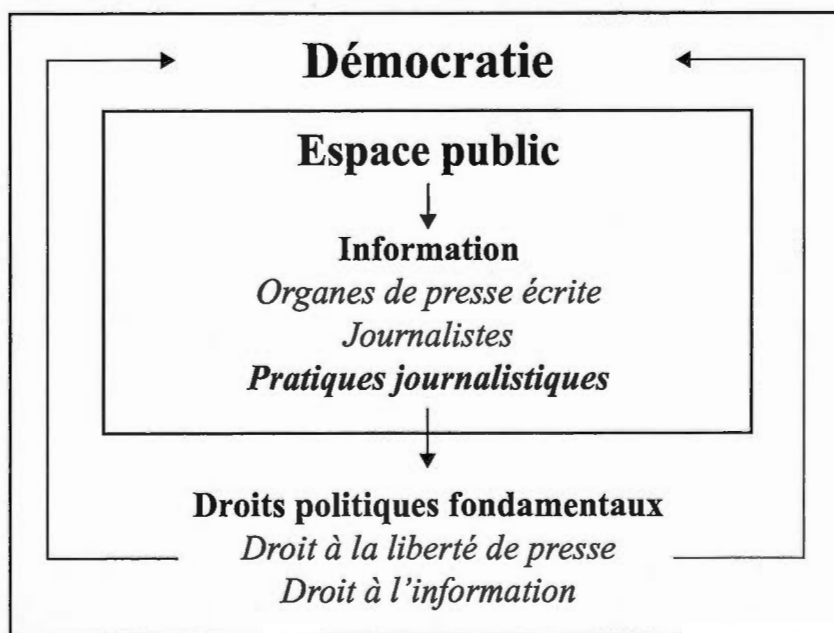 Démocratie
Espace public
Information
Organes de presse écrite
Journalistes
Pratiques journalistiques
Droits politiques fondamentaux
Droit à la liberté de presse
Droit à l'information